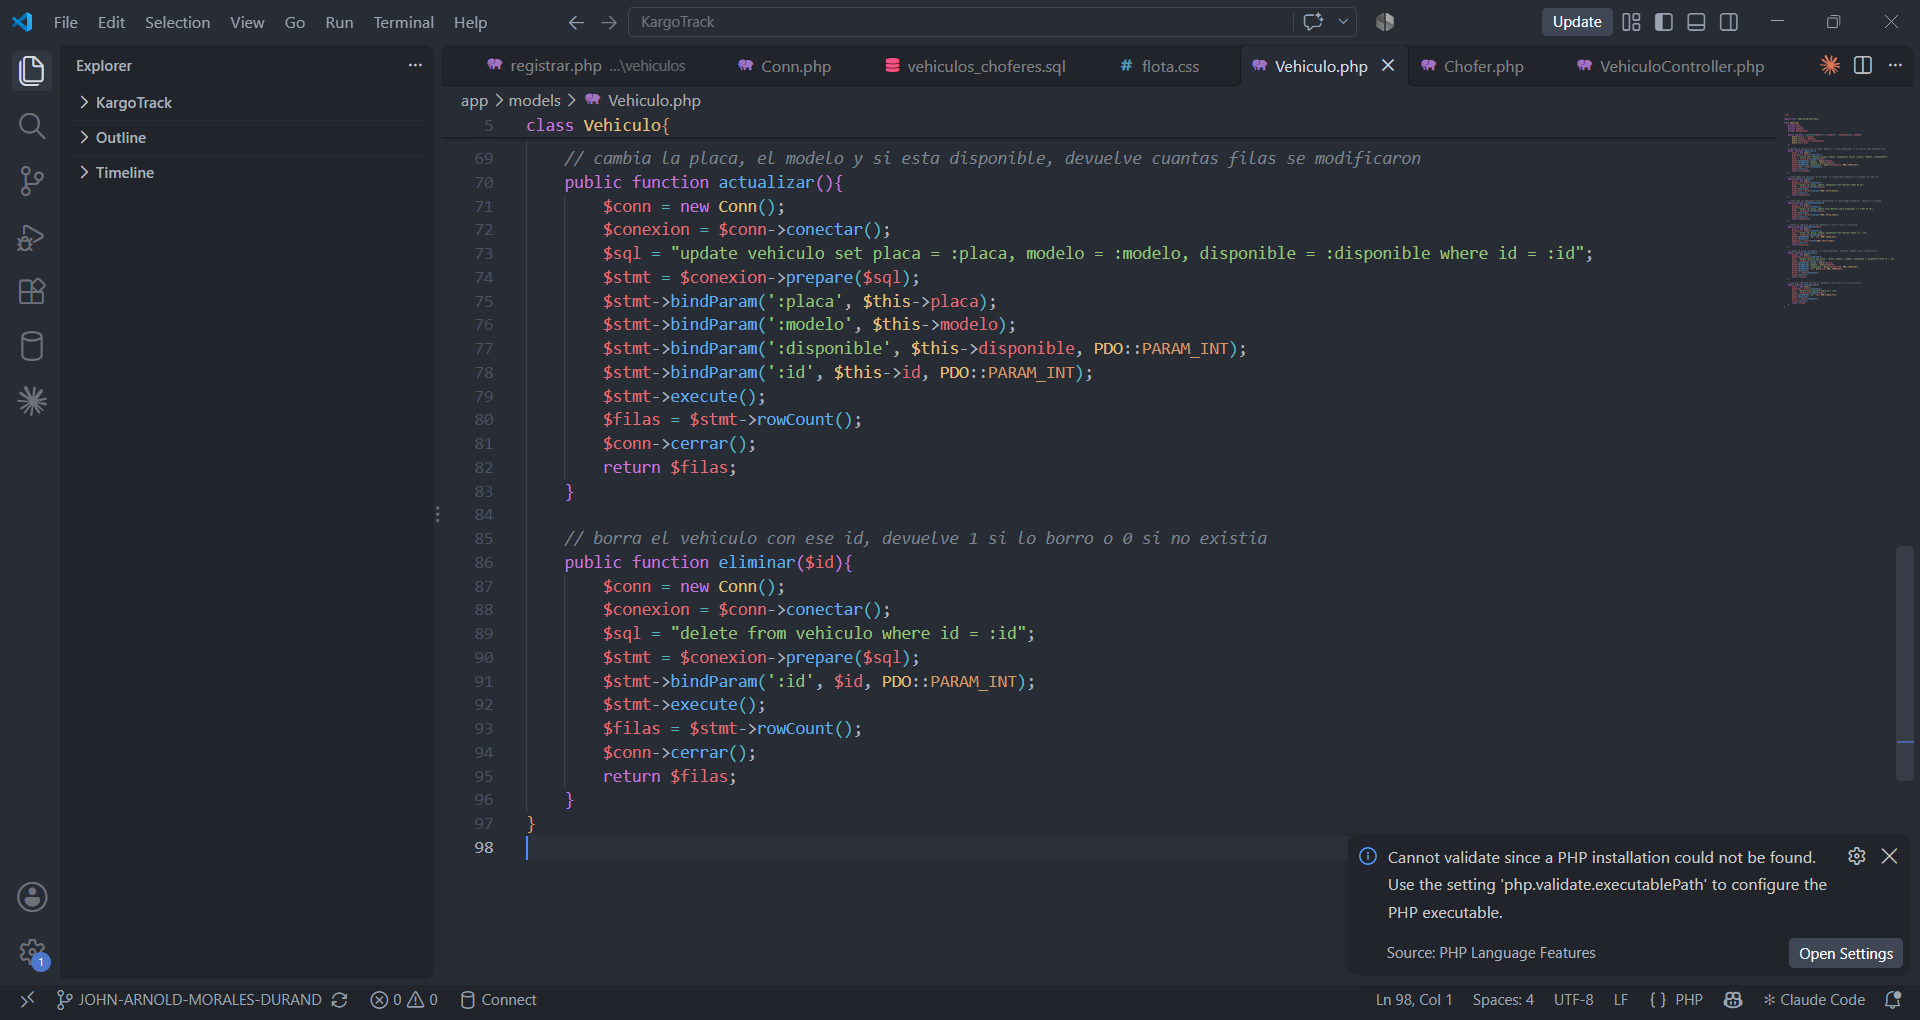 File Edit Selection View Go Run Terminal Help
KargoTrack
Update
Explorer
KargoTrack
Outline
Timeline
registrar.php ...\vehiculos
Conn.php
vehiculos_choferes.sql
# flota.css
Vehiculo.php
Chofer.php
VehiculoController.php
app > models > Vehiculo.php
5 class Vehiculo{
69 // cambia la placa, el modelo y si esta disponible, devuelve cuantas filas se modificaron
70 public function actualizar(){
71 $conn = new Conn();
72 $conexion = $conn->conectar();
73 $sql = "update vehiculo set placa = :placa, modelo = :modelo, disponible = :disponible where id = :id";
74 $stmt = $conexion->prepare($sql);
75 $stmt->bindParam(':placa', $this->placa);
76 $stmt->bindParam(':modelo', $this->modelo);
77 $stmt->bindParam(':disponible', $this->disponible, PDO::PARAM_INT);
78 $stmt->bindParam(':id', $this->id, PDO::PARAM_INT);
79 $stmt->execute();
80 $filas = $stmt->rowCount();
81 $conn->cerrar();
82 return $filas;
83 }
84
85 // borra el vehiculo con ese id, devuelve 1 si lo borro o 0 si no existia
86 public function eliminar($id){
87 $conn = new Conn();
88 $conexion = $conn->conectar();
89 $sql = "delete from vehiculo where id = :id";
90 $stmt = $conexion->prepare($sql);
91 $stmt->bindParam(':id', $id, PDO::PARAM_INT);
92 $stmt->execute();
93 $filas = $stmt->rowCount();
94 $conn->cerrar();
95 return $filas;
96 }
97 }
98
Cannot validate since a PHP installation could not be found.
Use the setting 'php.validate.executablePath' to configure the
PHP executable.
Source: PHP Language Features
Open Settings
1
JOHN-ARNOLD-MORALES-DURAND 0 0 Connect
Ln 98, Col 1 Spaces: 4 UTF-8 LF { } PHP Claude Code